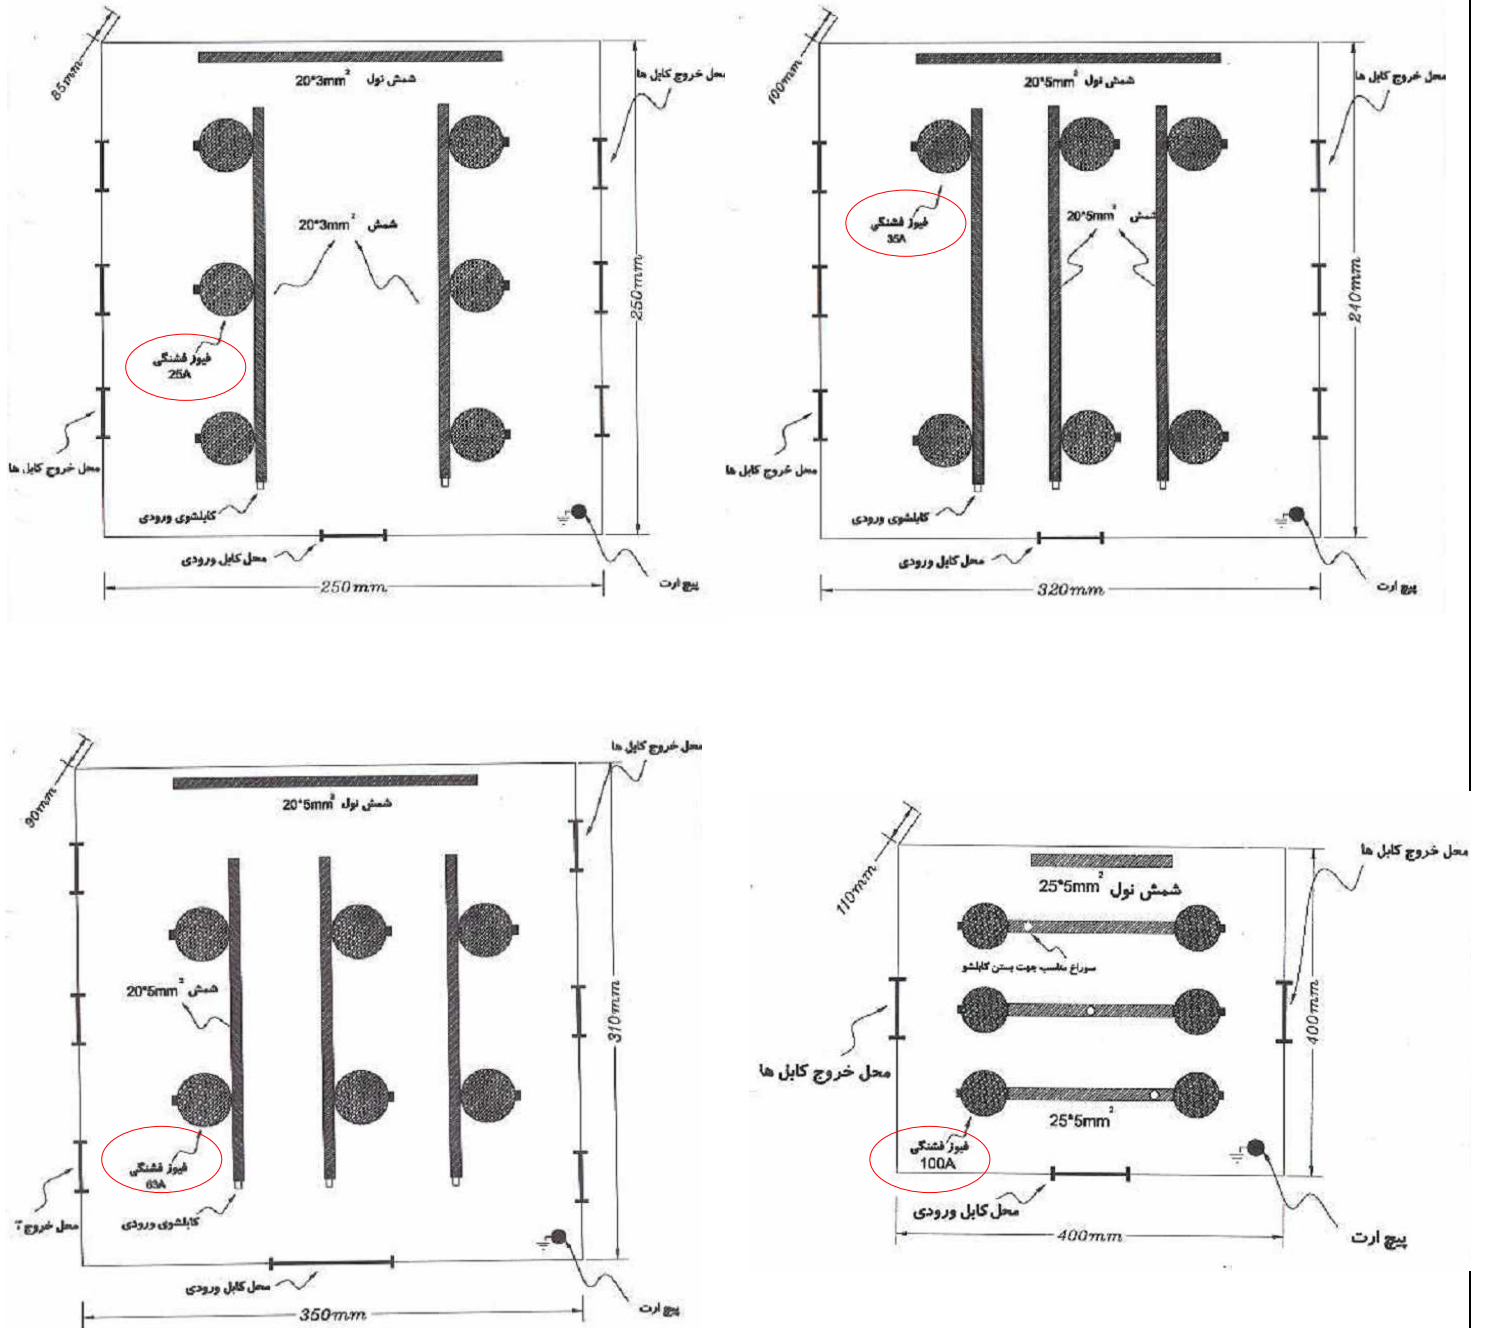 85mm
شمش نول 20*3mm²
محل خروج کابل ها
شمش 20*3mm²
250mm
فیوز فشنگی
25A
محل خروج کابل ها
کابلشوی ورودی
محل کابل ورودی
پیچ ارت
250mm
100mm
شمش نول 20*5mm²
محل خروج کابل ها
فیوز فشنگی
35A
شمش 20*5mm²
240mm
محل خروج کابل ها
کابلشوی ورودی
محل کابل ورودی
پیچ ارت
320mm
90mm
محل خروج کابل ها
شمش نول 20*5mm²
شمش 20*5mm²
310mm
فیوز فشنگی
63A
محل خروج
کابلشوی ورودی
محل کابل ورودی
پیچ ارت
350mm
110mm
محل خروج کابل ها
شمش نول 25*5mm²
سوراخ مناسب جهت بستن کابلشو
400mm
محل خروج کابل ها
25*5mm²
فیوز فشنگی
100A
محل کابل ورودی
400mm
پیچ ارت